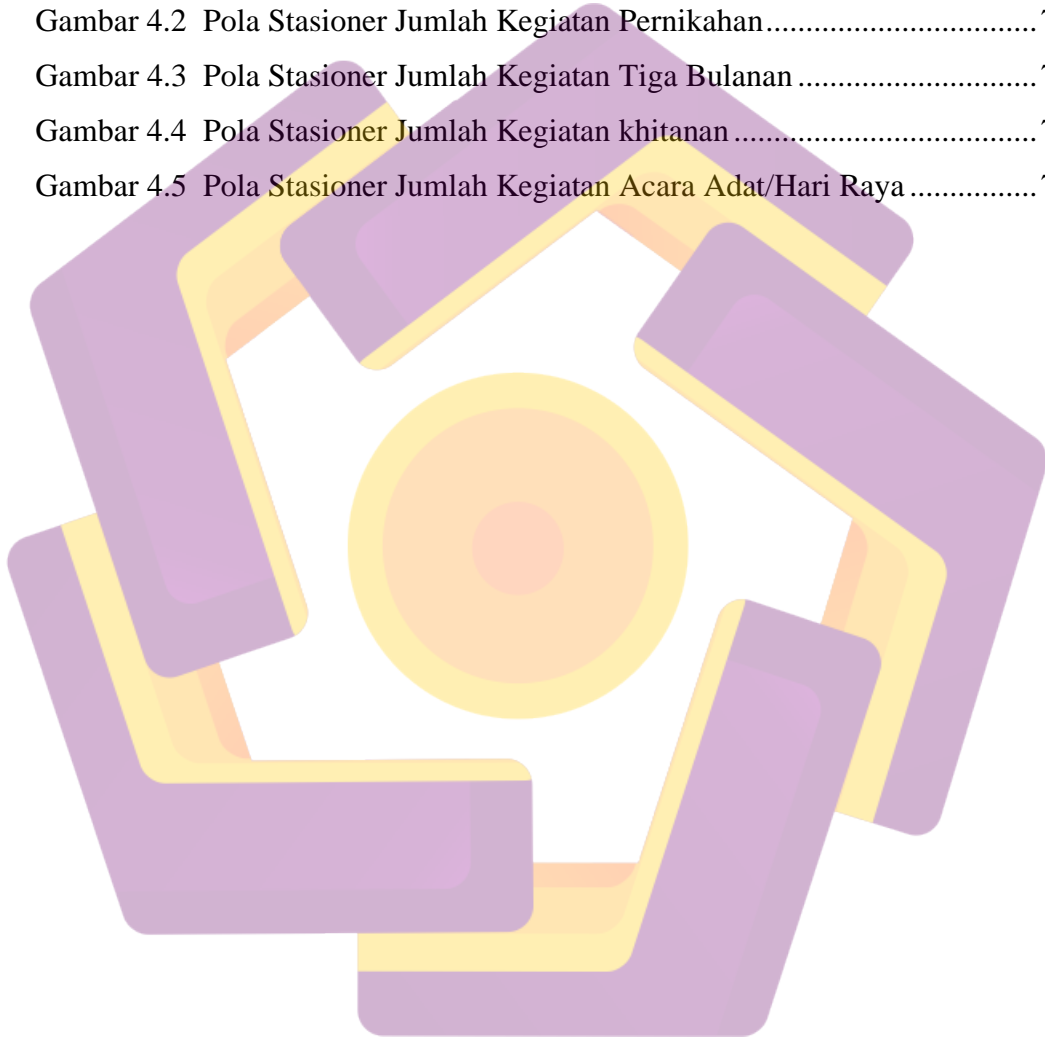 Gambar 4.2 Pola Stasioner Jumlah Kegiatan Pernikahan..................................
Gambar 4.3 Pola Stasioner Jumlah Kegiatan Tiga Bulanan..............................
Gambar 4.4 Pola Stasioner Jumlah Kegiatan khitanan......................................
Gambar 4.5 Pola Stasioner Jumlah Kegiatan Acara Adat/Hari Raya................